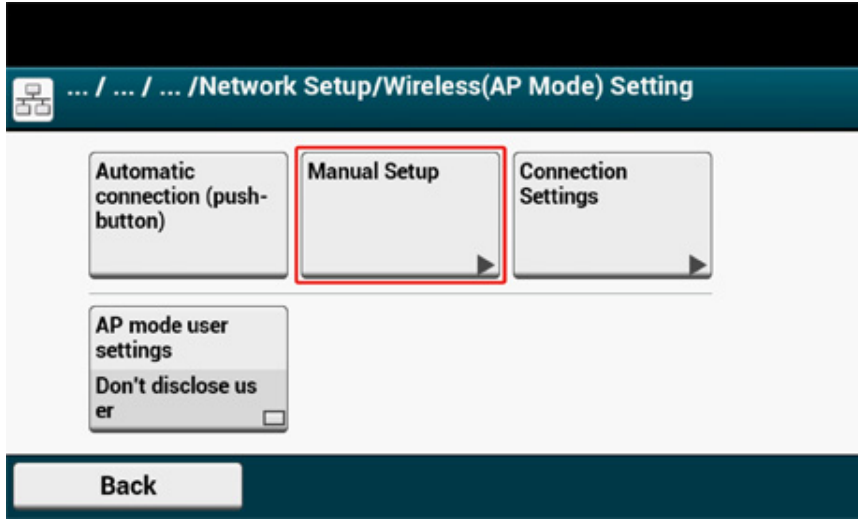 ... / ... / ... /Network Setup/Wireless(AP Mode) Setting
Automatic
connection (push-
button)
Manual Setup
Connection
Settings
AP mode user
settings
Don't disclose us
er
Back